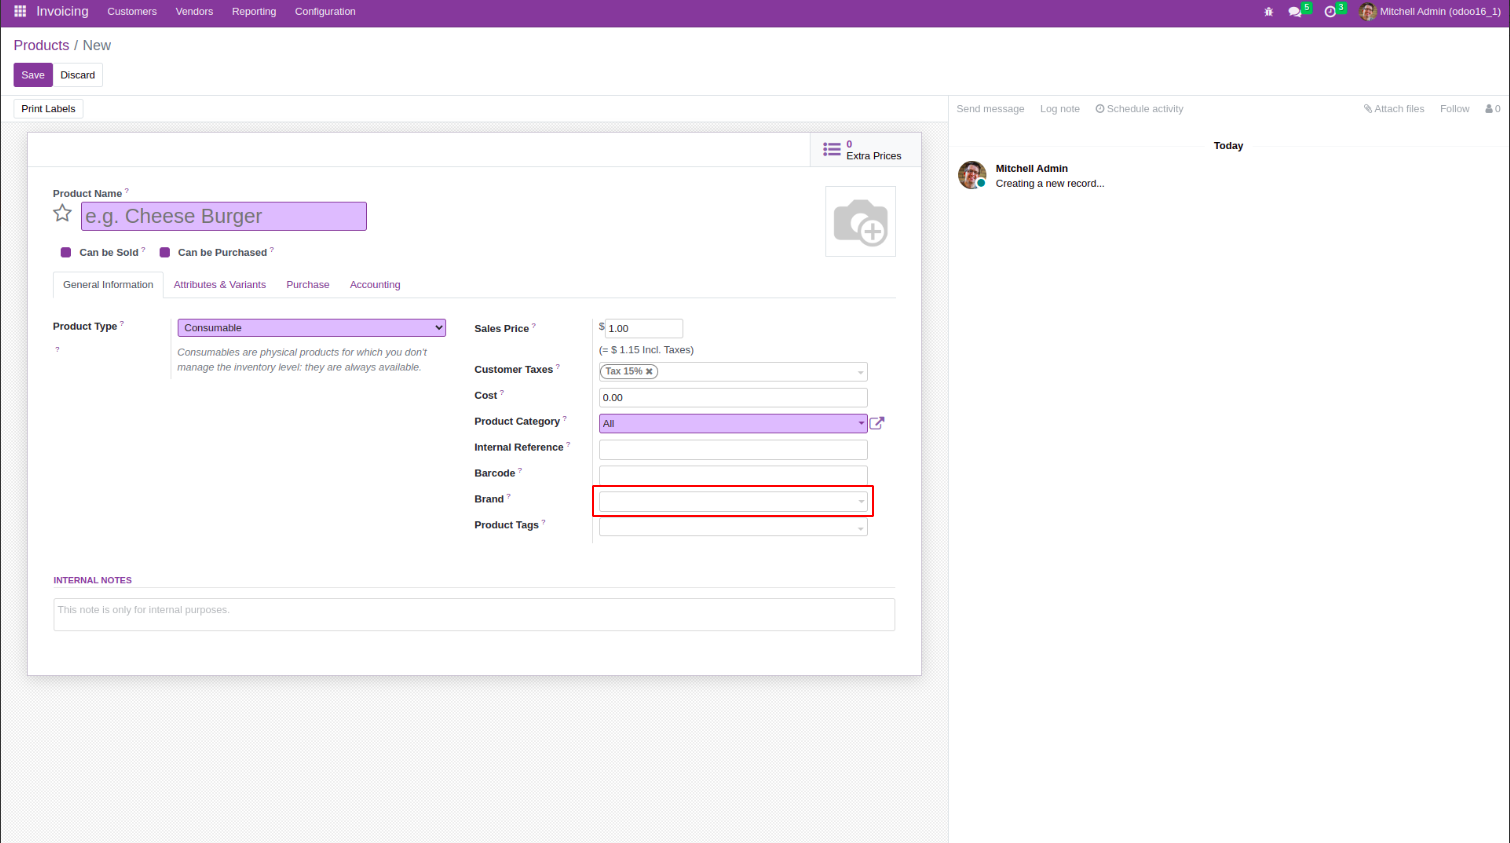 Invoicing Customers Vendors Reporting Configuration 5 3 Mitchell Admin (odoo16_1)
Products / New
Save Discard
Print Labels
Send message Log note Schedule activity Attach files Follow 0
0
Extra Prices
Today
Mitchell Admin
Creating a new record...
Product Name ?
e.g. Cheese Burger
Can be Sold ? Can be Purchased ?
General Information Attributes & Variants Purchase Accounting
Product Type ? Consumable
?
Consumables are physical products for which you don't
manage the inventory level: they are always available.
Sales Price ? $ 1.00
(= $ 1.15 Incl. Taxes)
Customer Taxes ? Tax 15% ✖
Cost ? 0.00
Product Category ? All
Internal Reference ?
Barcode ?
Brand ?
Product Tags ?
INTERNAL NOTES
This note is only for internal purposes.